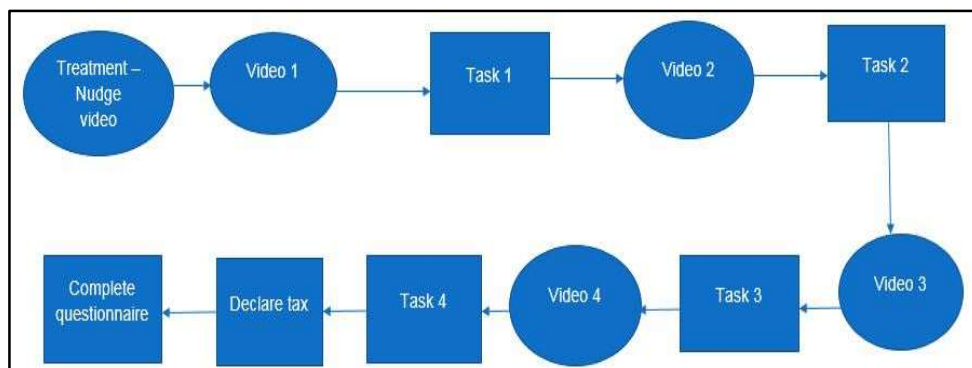 Treatment –
Nudge
video
Video 1
Task 1
Video 2
Task 2
Video 3
Task 3
Video 4
Task 4
Declare tax
Complete
questionnaire